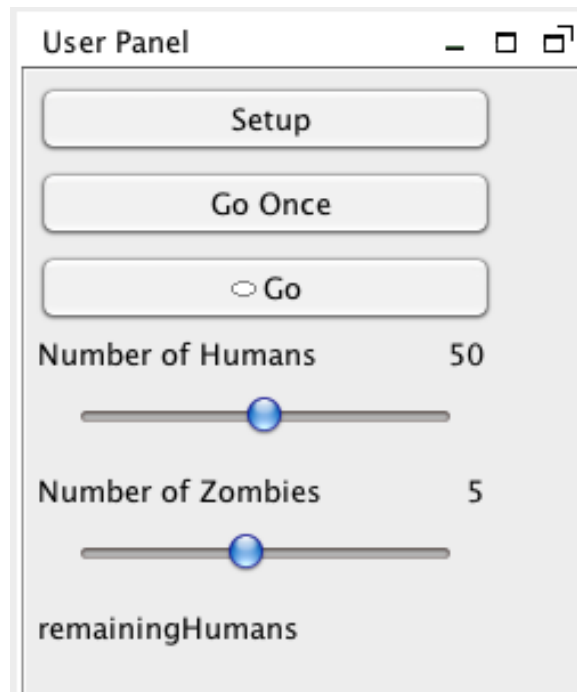 User Panel
Setup
Go Once
Go
Number of Humans 50
Number of Zombies 5
remainingHumans